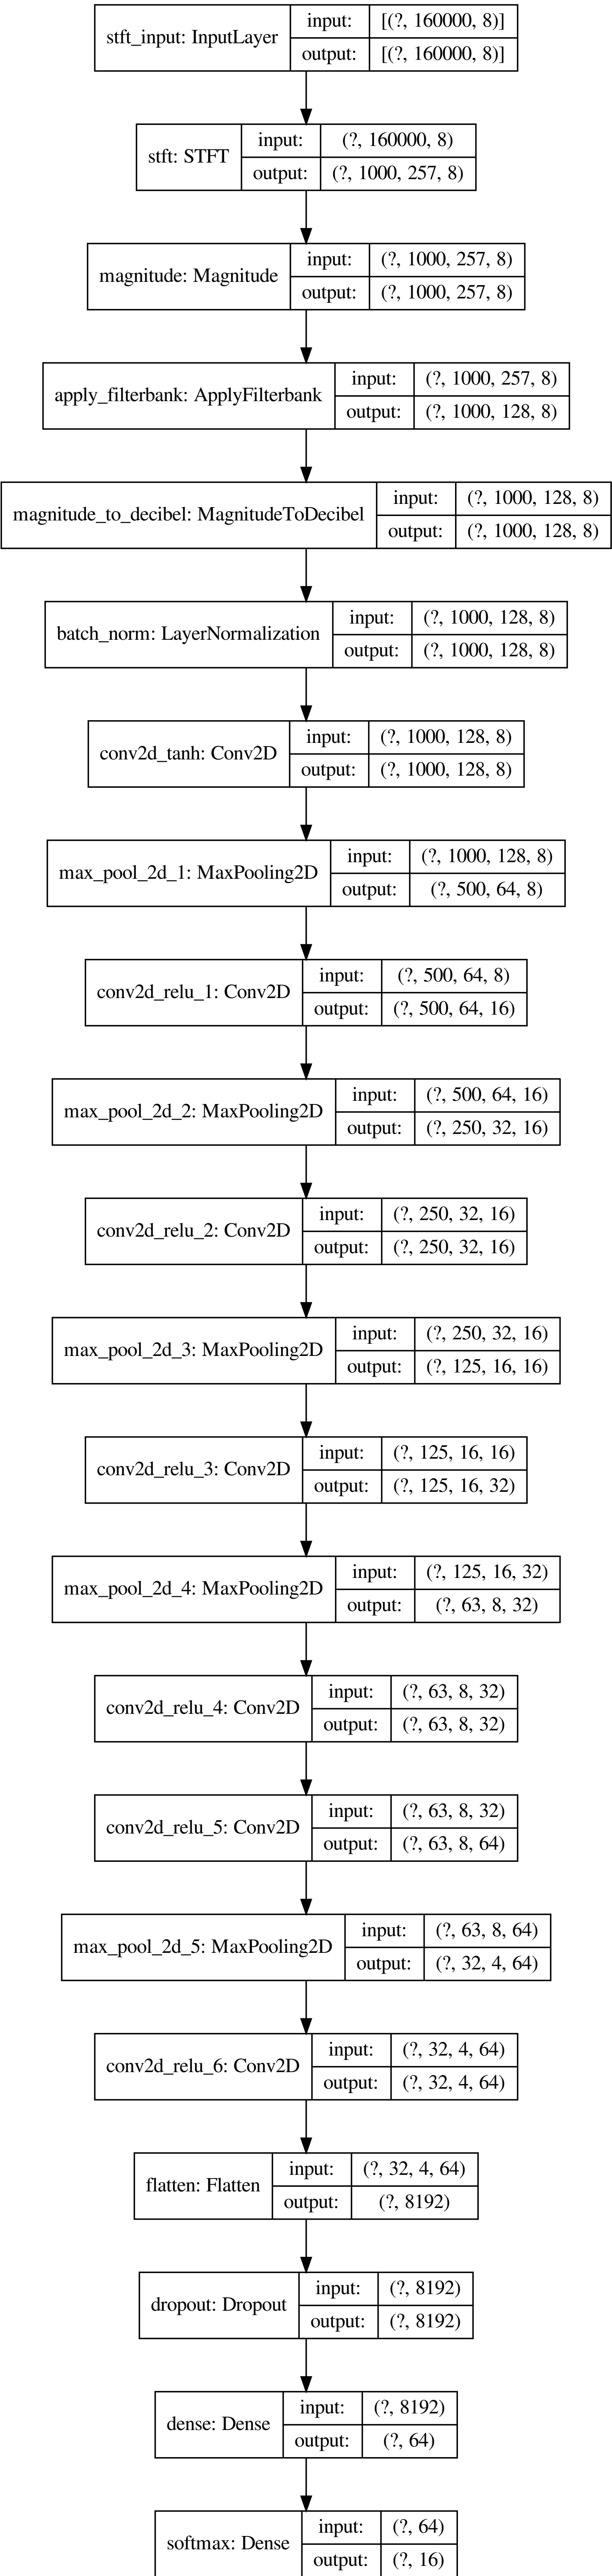 stft_input: InputLayer
input:
[(?, 160000, 8)]
output:
[(?, 160000, 8)]
stft: STFT
input:
(?, 160000, 8)
output:
(?, 1000, 257, 8)
magnitude: Magnitude
input:
(?, 1000, 257, 8)
output:
(?, 1000, 257, 8)
apply_filterbank: ApplyFilterbank
input:
(?, 1000, 257, 8)
output:
(?, 1000, 128, 8)
magnitude_to_decibel: MagnitudeToDecibel
input:
(?, 1000, 128, 8)
output:
(?, 1000, 128, 8)
batch_norm: LayerNormalization
input:
(?, 1000, 128, 8)
output:
(?, 1000, 128, 8)
conv2d_tanh: Conv2D
input:
(?, 1000, 128, 8)
output:
(?, 1000, 128, 8)
max_pool_2d_1: MaxPooling2D
input:
(?, 1000, 128, 8)
output:
(?, 500, 64, 8)
conv2d_relu_1: Conv2D
input:
(?, 500, 64, 8)
output:
(?, 500, 64, 16)
max_pool_2d_2: MaxPooling2D
input:
(?, 500, 64, 16)
output:
(?, 250, 32, 16)
conv2d_relu_2: Conv2D
input:
(?, 250, 32, 16)
output:
(?, 250, 32, 16)
max_pool_2d_3: MaxPooling2D
input:
(?, 250, 32, 16)
output:
(?, 125, 16, 16)
conv2d_relu_3: Conv2D
input:
(?, 125, 16, 16)
output:
(?, 125, 16, 32)
max_pool_2d_4: MaxPooling2D
input:
(?, 125, 16, 32)
output:
(?, 63, 8, 32)
conv2d_relu_4: Conv2D
input:
(?, 63, 8, 32)
output:
(?, 63, 8, 32)
conv2d_relu_5: Conv2D
input:
(?, 63, 8, 32)
output:
(?, 63, 8, 64)
max_pool_2d_5: MaxPooling2D
input:
(?, 63, 8, 64)
output:
(?, 32, 4, 64)
conv2d_relu_6: Conv2D
input:
(?, 32, 4, 64)
output:
(?, 32, 4, 64)
flatten: Flatten
input:
(?, 32, 4, 64)
output:
(?, 8192)
dropout: Dropout
input:
(?, 8192)
output:
(?, 8192)
dense: Dense
input:
(?, 8192)
output:
(?, 64)
softmax: Dense
input:
(?, 64)
output:
(?, 16)